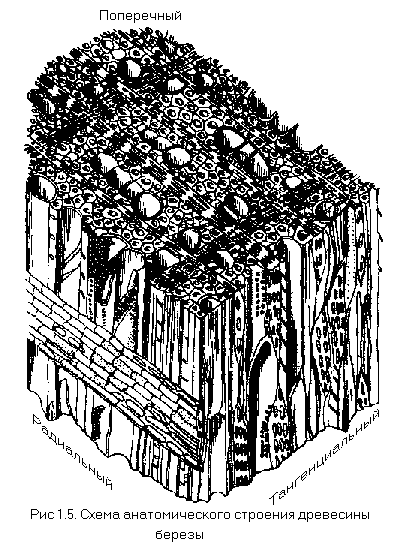 Поперечный
Радиальный
Тангенциальный
Рис 1.5. Схема анатомического строения древесины
березы